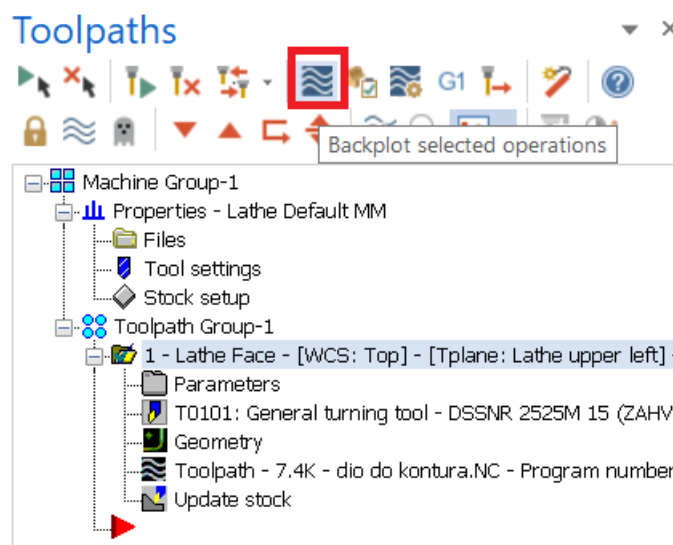 Toolpaths
G1
Backplot selected operations
Machine Group-1
Properties - Lathe Default MM
Files
Tool settings
Stock setup
Toolpath Group-1
1 - Lathe Face - [WCS: Top] - [Tplane: Lathe upper left] -
Parameters
T0101: General turning tool - DSSNR 2525M 15 (ZAHV
Geometry
Toolpath - 7.4K - dio do kontura.NC - Program number
Update stock